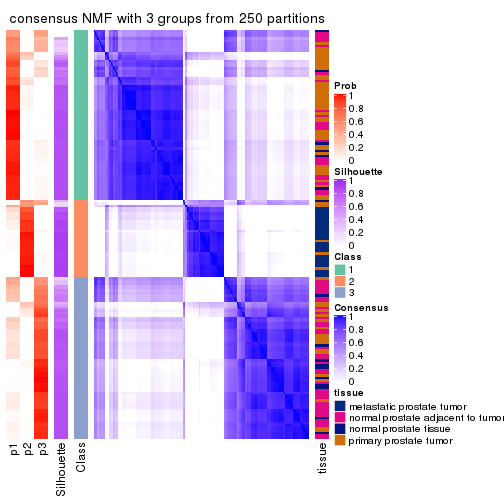 consensus NMF with 3 groups from 250 partitions
Prob
1
0.8
0.6
0.4
0.2
0
Silhouette
1
0.8
0.6
0.4
0.2
0
Class
1
2
3
Consensus
1
0.8
0.6
0.4
0.2
0
tissue
metastatic prostate tumor
normal prostate adjacent to tumor
normal prostate tissue
primary prostate tumor
p1
p2
p3
Silhouette
Class
tissue